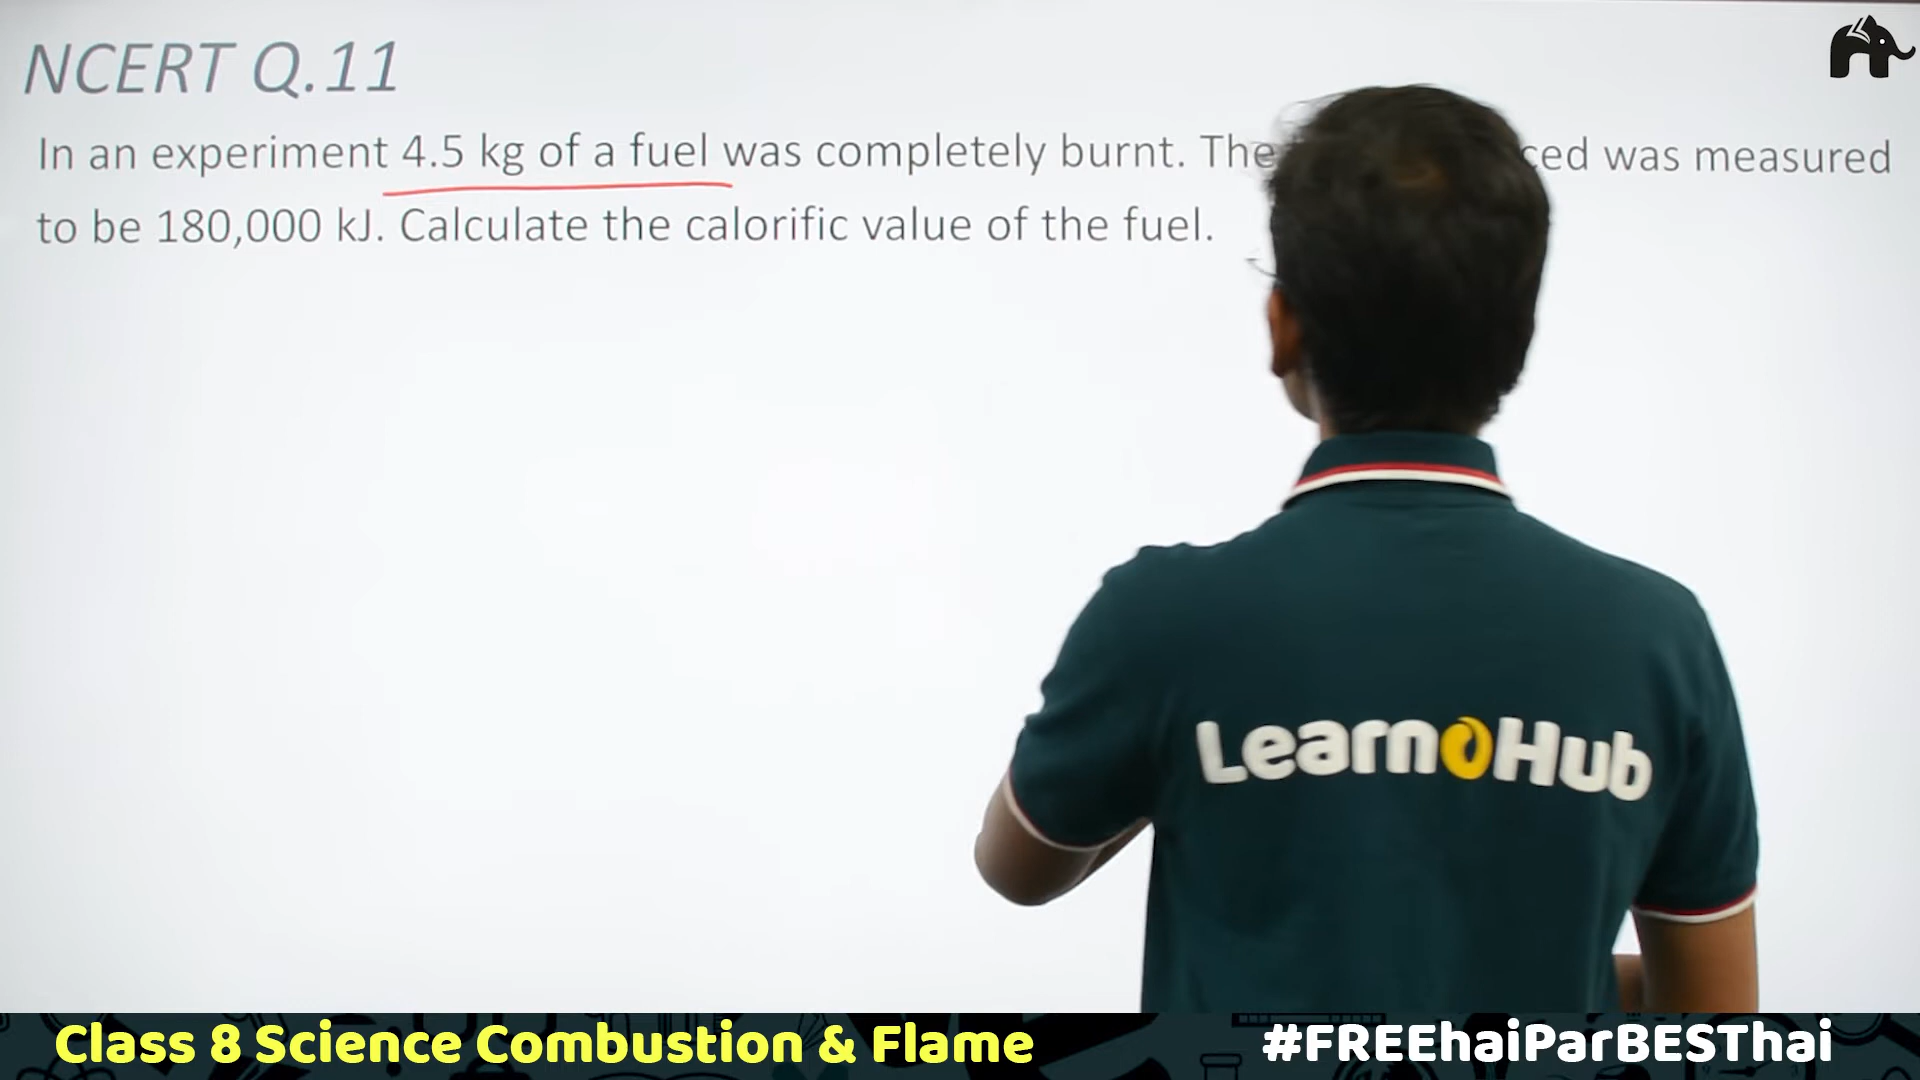 NCERT Q.11
In an experiment 4.5 kg of a fuel was completely burnt. The ced was measured
to be 180,000 kJ. Calculate the calorific value of the fuel.
LearnoHub
Class 8 Science Combustion & Flame
#FREEhaiParBESThai